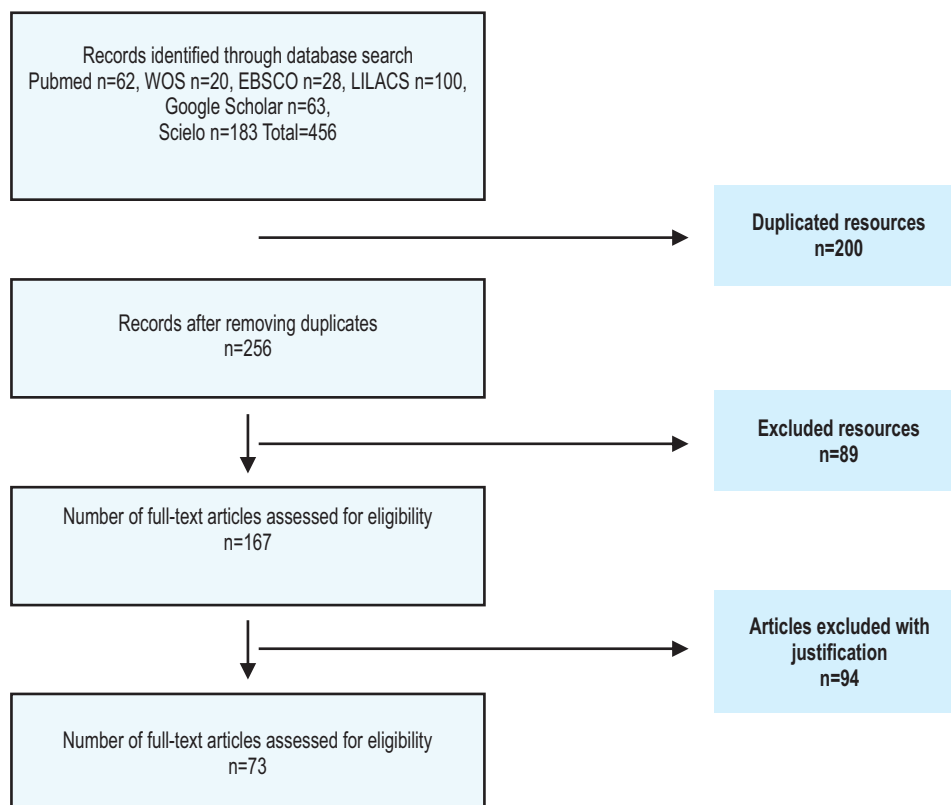 Records identified through database search
Pubmed n=62, WOS n=20, EBSCO n=28, LILACS n=100,
Google Scholar n=63,
Scielo n=183 Total=456
Duplicated resources
n=200
Records after removing duplicates
n=256
Excluded resources
n=89
Number of full-text articles assessed for eligibility
n=167
Articles excluded with
justification
n=94
Number of full-text articles assessed for eligibility
n=73